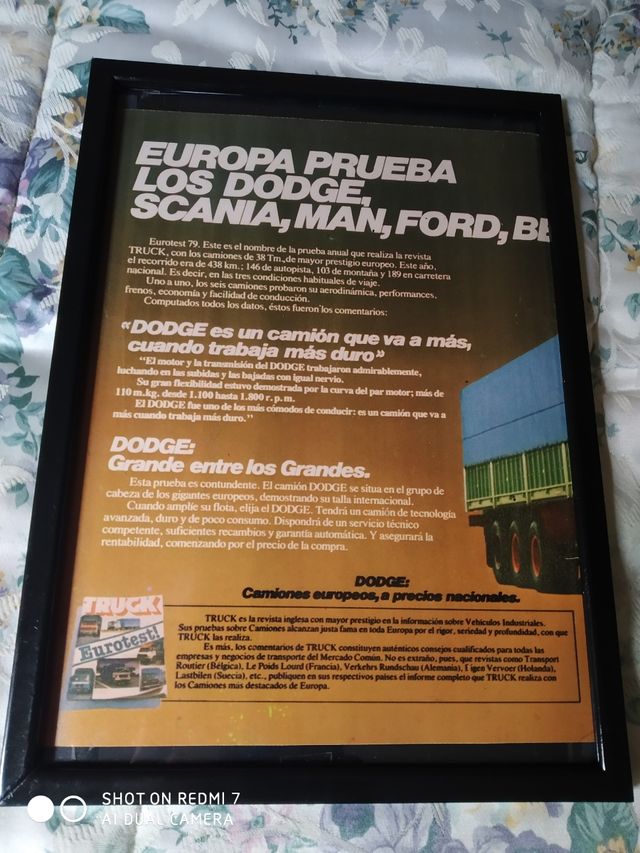 EUROPA PRUEBA
LOS DODGE,
SCANIA, MAN, FORD, BE
Eurotest 79. Este es el nombre de la prueba anual que realiza la revista
TRUCK, con los camiones de 38 Tm., de mayor prestigio europeo. Este año,
el recorrido era de 438 km.; 146 de autopista, 103 de montaña y 189 en carretera
nacional. Es decir, en las tres condiciones habituales de viaje.
Uno a uno, los seis camiones probaron su aerodinámica, performances,
frenos, economía y facilidad de conducción.
Computados todos los datos, éstos fueron los comentarios:
«DODGE es un camión que va a más,
cuando trabaja más duro»
"El motor y la transmisión del DODGE trabajaron admirablemente,
luchando en las subidas y las bajadas con igual nervio.
Su gran flexibilidad estuvo demostrada por la curva del par motor; más de
110 m.kg. desde 1.100 hasta 1.800 r.p.m.
El DODGE fue uno de los más cómodos de conducir: es un camión que va a
más cuando trabaja más duro."
DODGE:
Grande entre los Grandes.
Esta prueba es contundente. El camión DODGE se situa en el grupo de
cabeza de los gigantes europeos, demostrando su talla internacional.
Cuando amplíe su flota, elija el DODGE. Tendrá un camión de tecnología
avanzada, duro y de poco consumo. Dispondrá de un servicio técnico
competente, suficientes recambios y garantía automática. Y asegurará la
rentabilidad, comenzando por el precio de la compra.
DODGE:
Camiones europeos, a precios nacionales.
TRUCK
Eurotest!
TRUCK es la revista inglesa con mayor prestigio en la información sobre Vehículos Industriales.
Sus pruebas sobre Camiones alcanzan justa fama en toda Europa por el rigor, seriedad y profundidad, con que
TRUCK las realiza.
Es más, los comentarios de TRUCK constituyen auténticos consejos cualificados para todas las
empresas y negocios de transporte del Mercado Común. No es extraño, pues, que revistas como Transport
Routier (Bélgica), Le Poids Lourd (Francia), Verkehrs Rundschau (Alemania), Eigen Vervoer (Holanda),
Lastbilen (Suecia), etc., publiquen en sus respectivos paises el informe completo que TRUCK realiza con
los Camiones más destacados de Europa.
SHOT ON REDMI 7
AI DUAL CAMERA